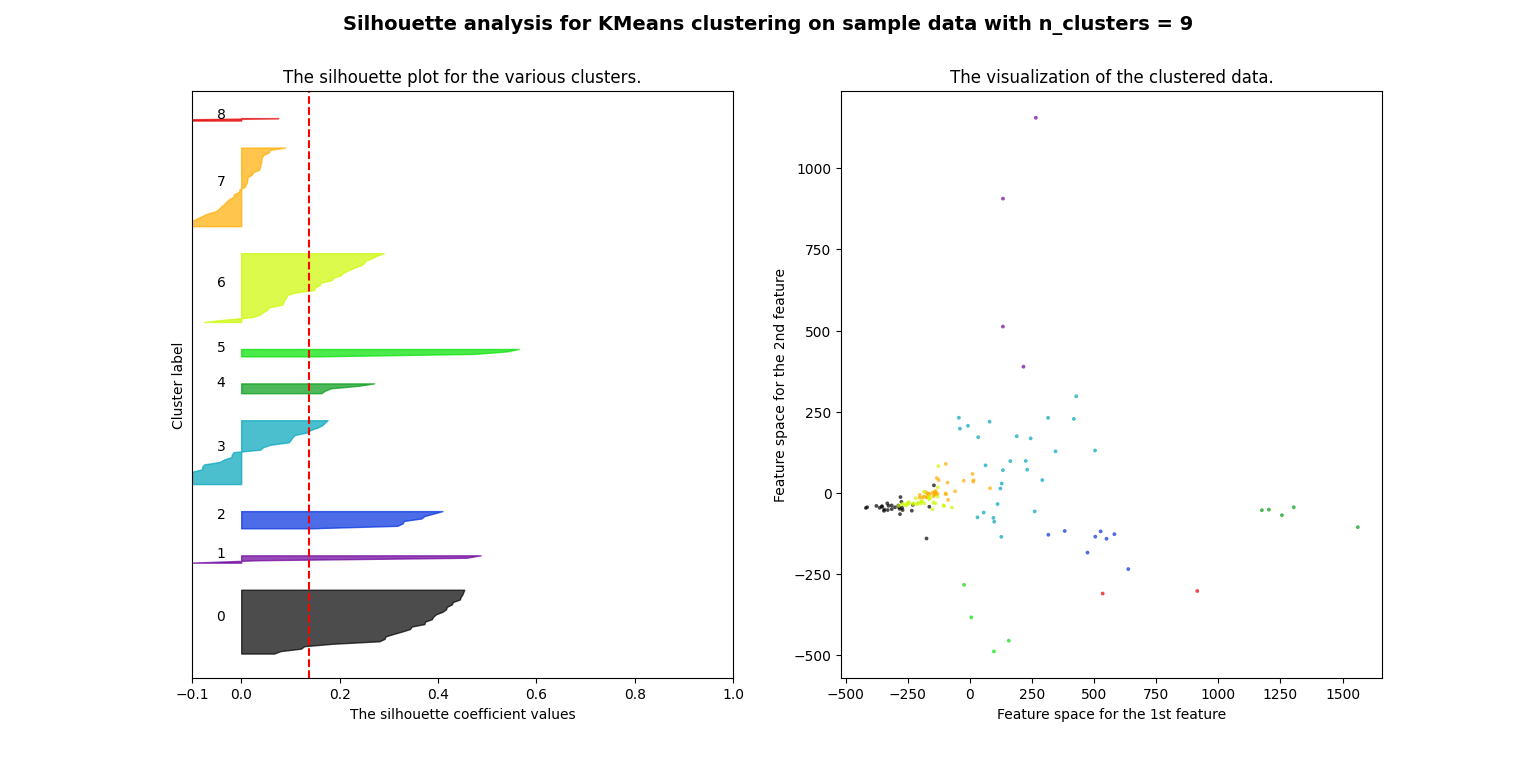 Silhouette analysis for KMeans clustering on sample data with n_clusters = 9
The silhouette plot for the various clusters.
Cluster label
8
7
6
5
4
3
2
1
0
−0.1 0.0 0.2 0.4 0.6 0.8 1.0
The silhouette coefficient values
The visualization of the clustered data.
Feature space for the 2nd feature
1000
750
500
250
0
−250
−500
−500 −250 0 250 500 750 1000 1250 1500
Feature space for the 1st feature